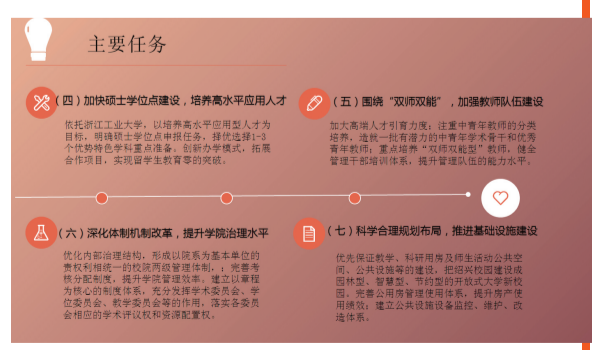 主要任务
（四）加快硕士学位点建设，培养高水平应用人才
依托浙江工业大学，以培养高水平应用型人才为
目标，明确硕士学位点申报任务，择优选择1-3
个优势特色学科重点准备。创新办学模式，拓展
合作项目，实现留学生教育零的突破。
（五）围绕“双师双能”，加强教师队伍建设
加大高端人才引育力度；注重中青年教师的分类
培养，造就一批有潜力的中青年学术骨干和优秀
青年教师；重点培养“双师双能型”教师，健全
管理干部培训体系，提升管理队伍的能力水平。
（六）深化体制机制改革，提升学院治理水平
优化内部治理结构，形成以院系为基本单位的
责权利相统一的校院两级管理体制，；完善考
核分配制度，提升学院管理效率。建立以章程
为核心的制度体系，充分发挥学术委员会、学
位委员会、教学委员会等的作用，落实各委员
会相应的学术评议权和资源配置权。
（七）科学合理规划布局，推进基础设施建设
优先保证教学、科研用房及师生活动公共空
间、公共设施等的建设，把绍兴校园建设成
园林型、智慧型、节约型的开放式大学新校
园。完善公用房管理使用体系，提升房产使
用绩效；建立公共设施设备监控、维护、改
造体系。